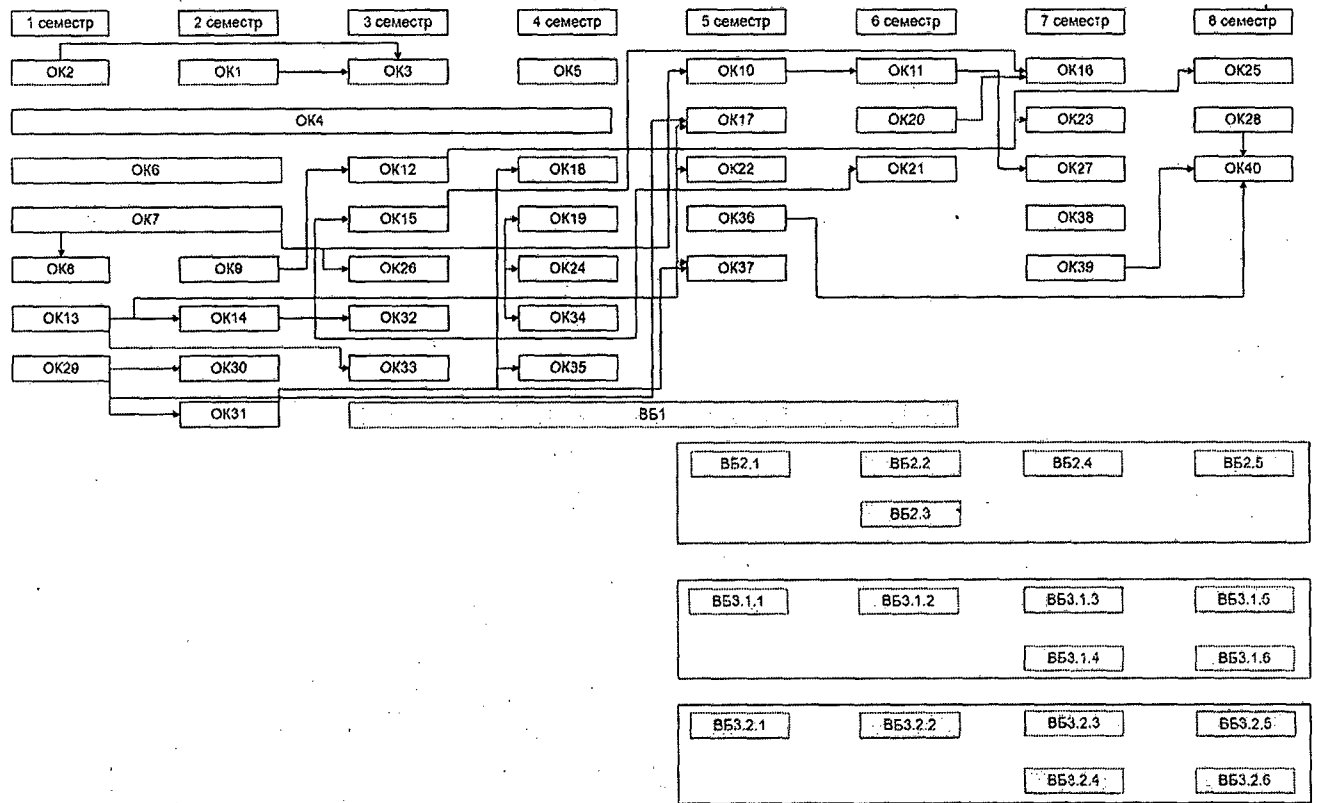 1 семестр 2 семестр 3 семестр 4 семестр 5 семестр 6 семестр 7 семестр 8 семестр
ОК2 ОК1 ОК3 ОК5 ОК10 ОК11 ОК16 ОК25
ОК4 ОК17 ОК20 ОК23 ОК28
ОК6 ОК12 ОК18 ОК22 ОК21 ОК27 ОК40
ОК7 ОК15 ОК19 ОК36 ОК38
ОК8 ОК9 ОК26 ОК24 ОК37 ОК39
ОК13 ОК14 ОК32 ОК34
ОК29 ОК30 ОК33 ОК35
ОК31 ВБ1
ВБ2.1 ВБ2.2 ВБ2.4 ВБ2.5
ВБ2.3
ВБ3.1.1 ВБ3.1.2 ВБ3.1.3 ВБ3.1.5
ВБ3.1.4 ВБ3.1.6
ВБ3.2.1 ВБ3.2.2 ВБ3.2.3 ВБ3.2.5
ВБ3.2.4 ВБ3.2.6